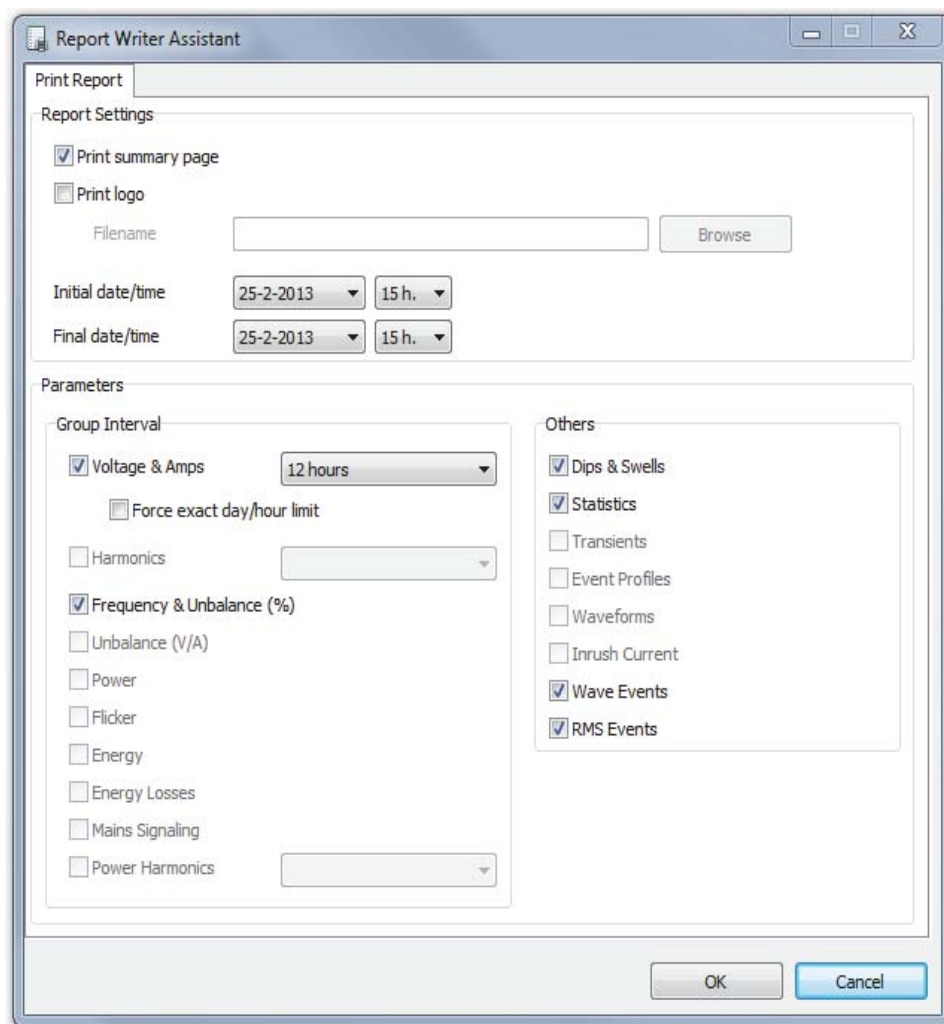 Report Writer Assistant
Print Report
Report Settings
Print summary page
Print logo
Filename
Browse
Initial date/time
25-2-2013
15 h.
Final date/time
25-2-2013
15 h.
Parameters
Group Interval
Voltage & Amps
12 hours
Force exact day/hour limit
Harmonics
Frequency & Unbalance (%)
Unbalance (V/A)
Power
Flicker
Energy
Energy Losses
Mains Signaling
Power Harmonics
Others
Dips & Swells
Statistics
Transients
Event Profiles
Waveforms
Inrush Current
Wave Events
RMS Events
OK
Cancel